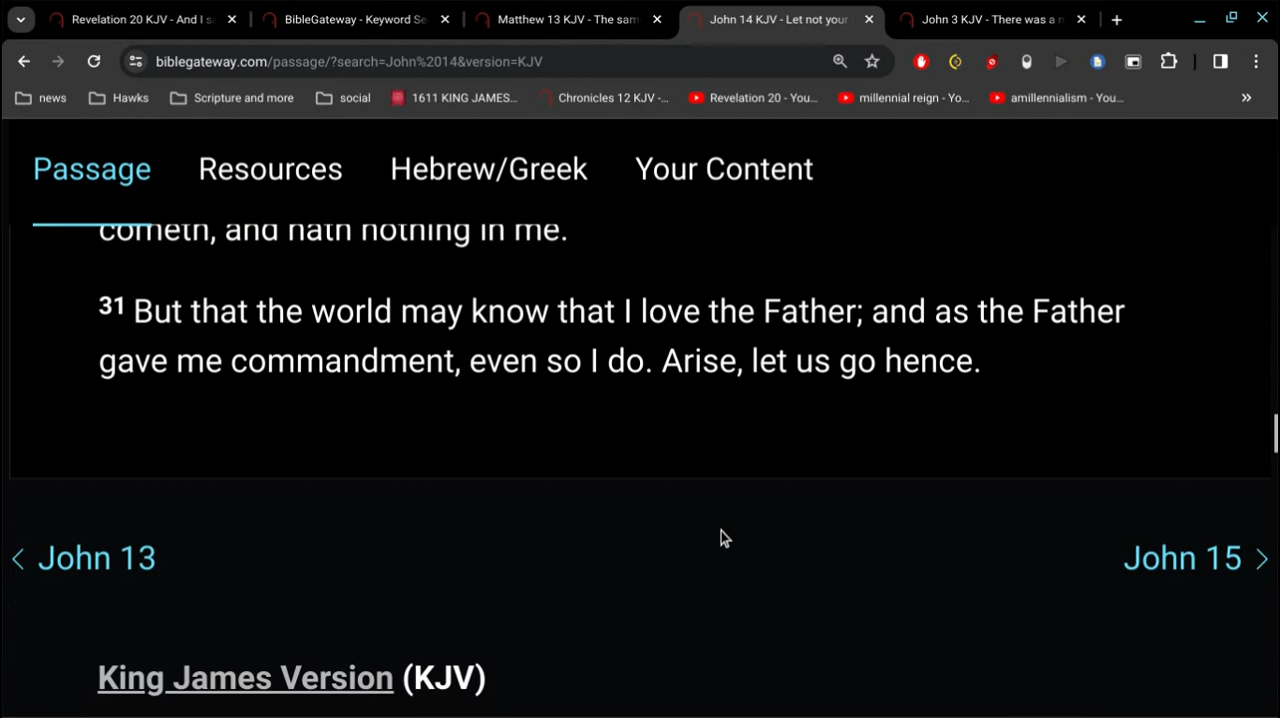 Revelation 20 KJV - And I sa
BibleGateway - Keyword Se
Matthew 13 KJV - The sam
John 14 KJV - Let not your
John 3 KJV - There was a m
biblegateway.com/passage/?search=John%2014&version=KJV
news
Hawks
Scripture and more
social
1611 KING JAMES...
Chronicles 12 KJV -...
Revelation 20 - You...
millennial reign - Yo...
amillennialism - You...
Passage
Resources
Hebrew/Greek
Your Content
cometh, and hath nothing in me.
31 But that the world may know that I love the Father; and as the Father
gave me commandment, even so I do. Arise, let us go hence.
< John 13
John 15 >
King James Version (KJV)